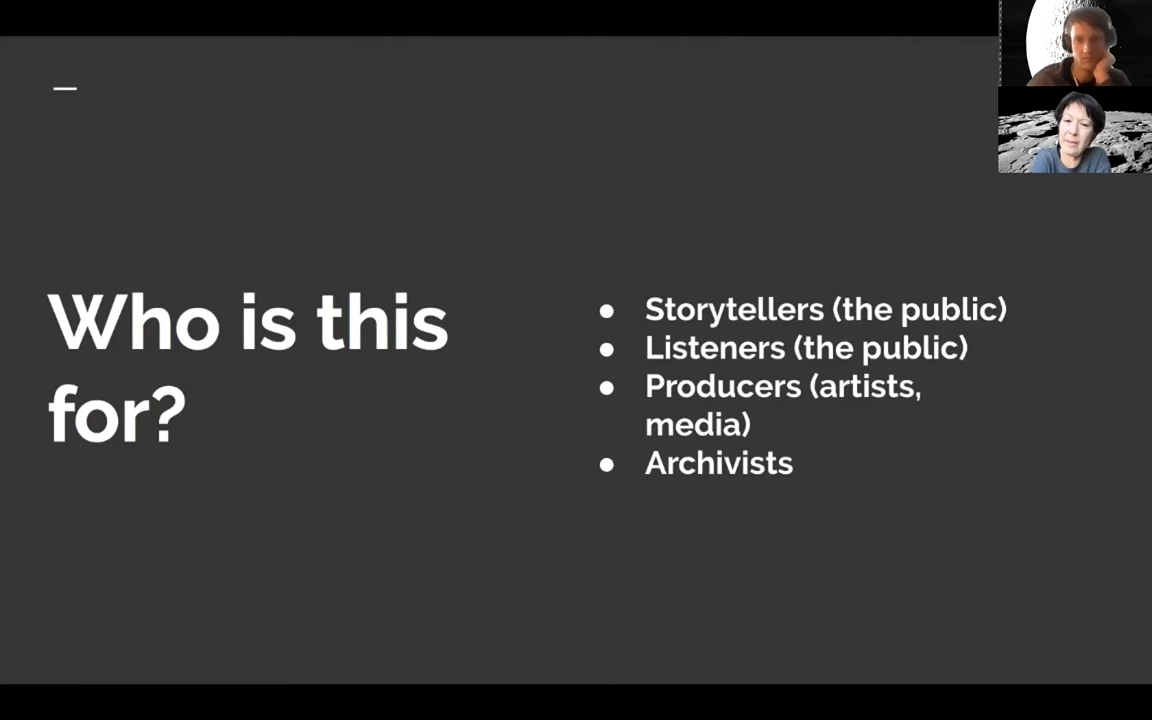 Who is this
for?
● Storytellers (the public)
● Listeners (the public)
● Producers (artists,
media)
● Archivists